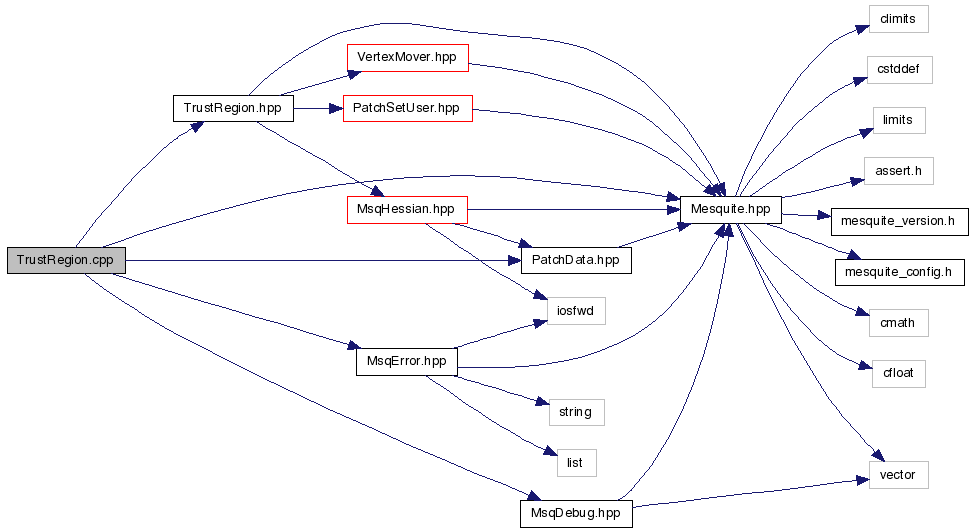 climits
VertexMover.hpp
cstddef
TrustRegion.hpp
PatchSetUser.hpp
limits
assert.h
MsqHessian.hpp
Mesquite.hpp
mesquite_version.h
TrustRegion.cpp
PatchData.hpp
mesquite_config.h
iosfwd
cmath
MsqError.hpp
cfloat
string
list
vector
MsqDebug.hpp